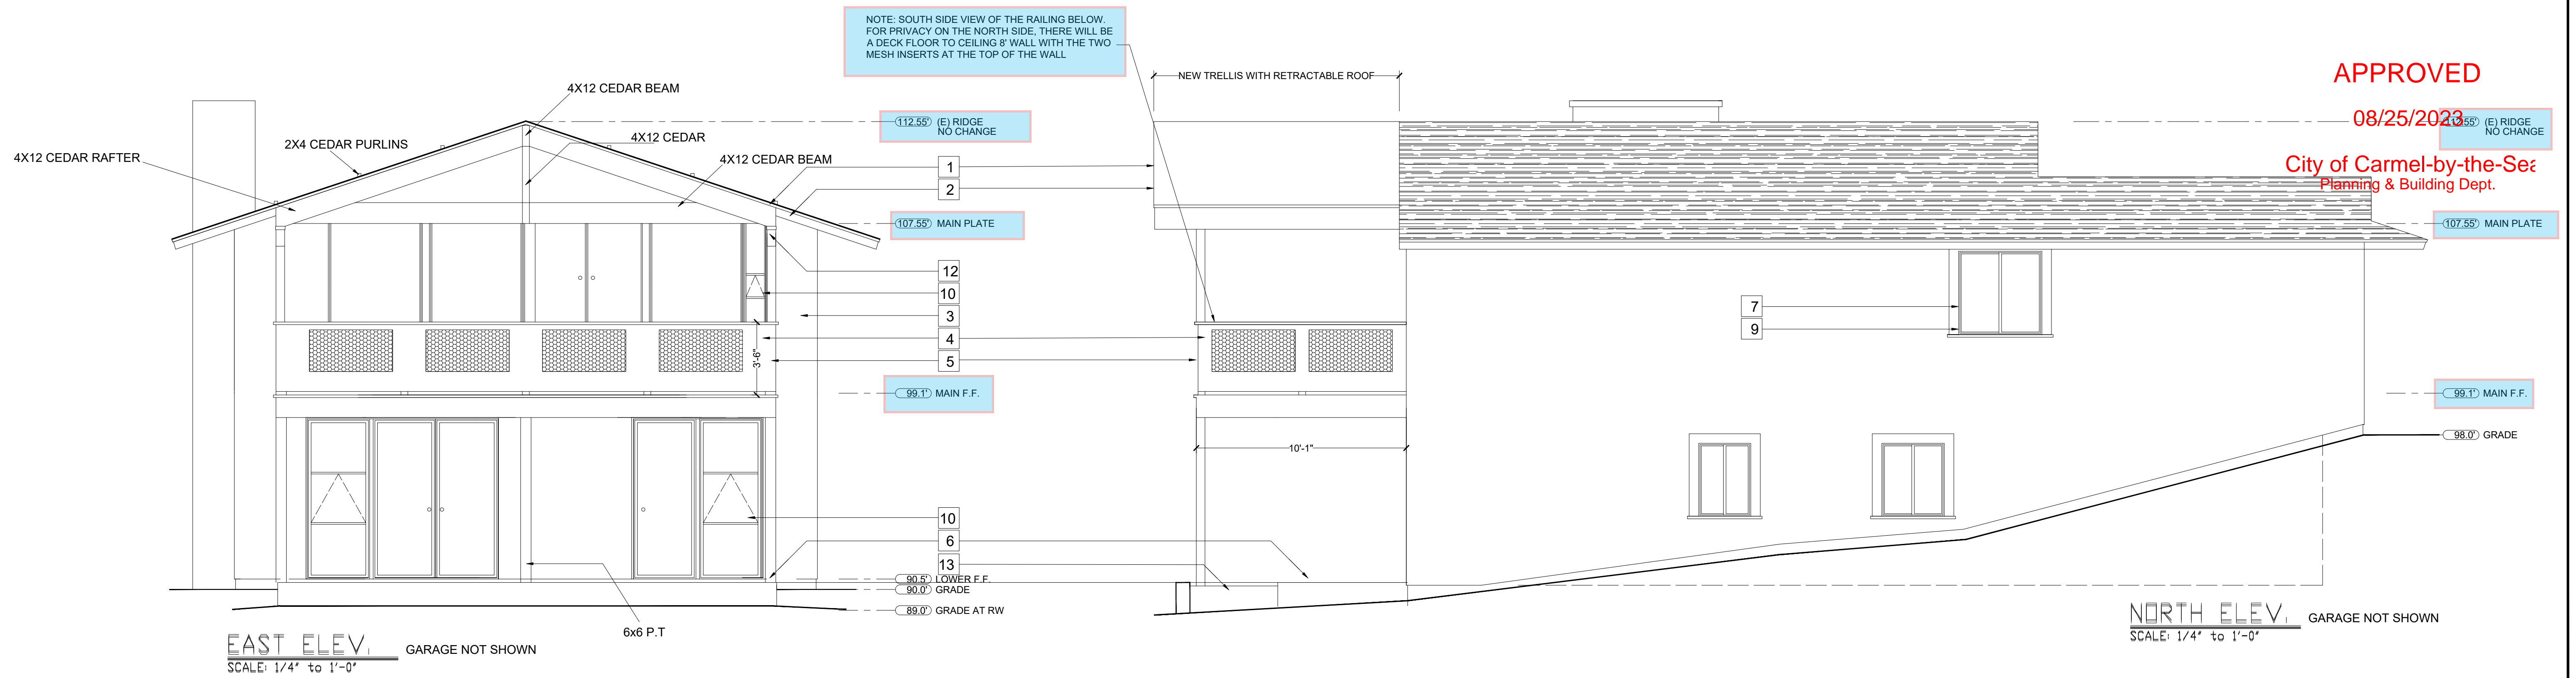 NOTE: SOUTH SIDE VIEW OF THE RAILING BELOW.
FOR PRIVACY ON THE NORTH SIDE, THERE WILL BE
A DECK FLOOR TO CEILING 8' WALL WITH THE TWO
MESH INSERTS AT THE TOP OF THE WALL
4X12 CEDAR BEAM
2X4 CEDAR PURLINS
4X12 CEDAR
4X12 CEDAR RAFTER
4X12 CEDAR BEAM
112.55' (E) RIDGE
NO CHANGE
1
2
107.55' MAIN PLATE
12
10
3
4
5
3'-6"
99.1' MAIN F.F.
10
6
13
90.5' LOWER F.F.
90.0' GRADE
89.0' GRADE AT RW
6x6 P.T
EAST ELEV.
GARAGE NOT SHOWN
SCALE: 1/4" to 1'-0"
NEW TRELLIS WITH RETRACTABLE ROOF
10'-1"
7
9
APPROVED
08/25/2023
City of Carmel-by-the-Sea
Planning & Building Dept.
112.55' (E) RIDGE
NO CHANGE
107.55' MAIN PLATE
99.1' MAIN F.F.
98.0' GRADE
NORTH ELEV.
GARAGE NOT SHOWN
SCALE: 1/4" to 1'-0"